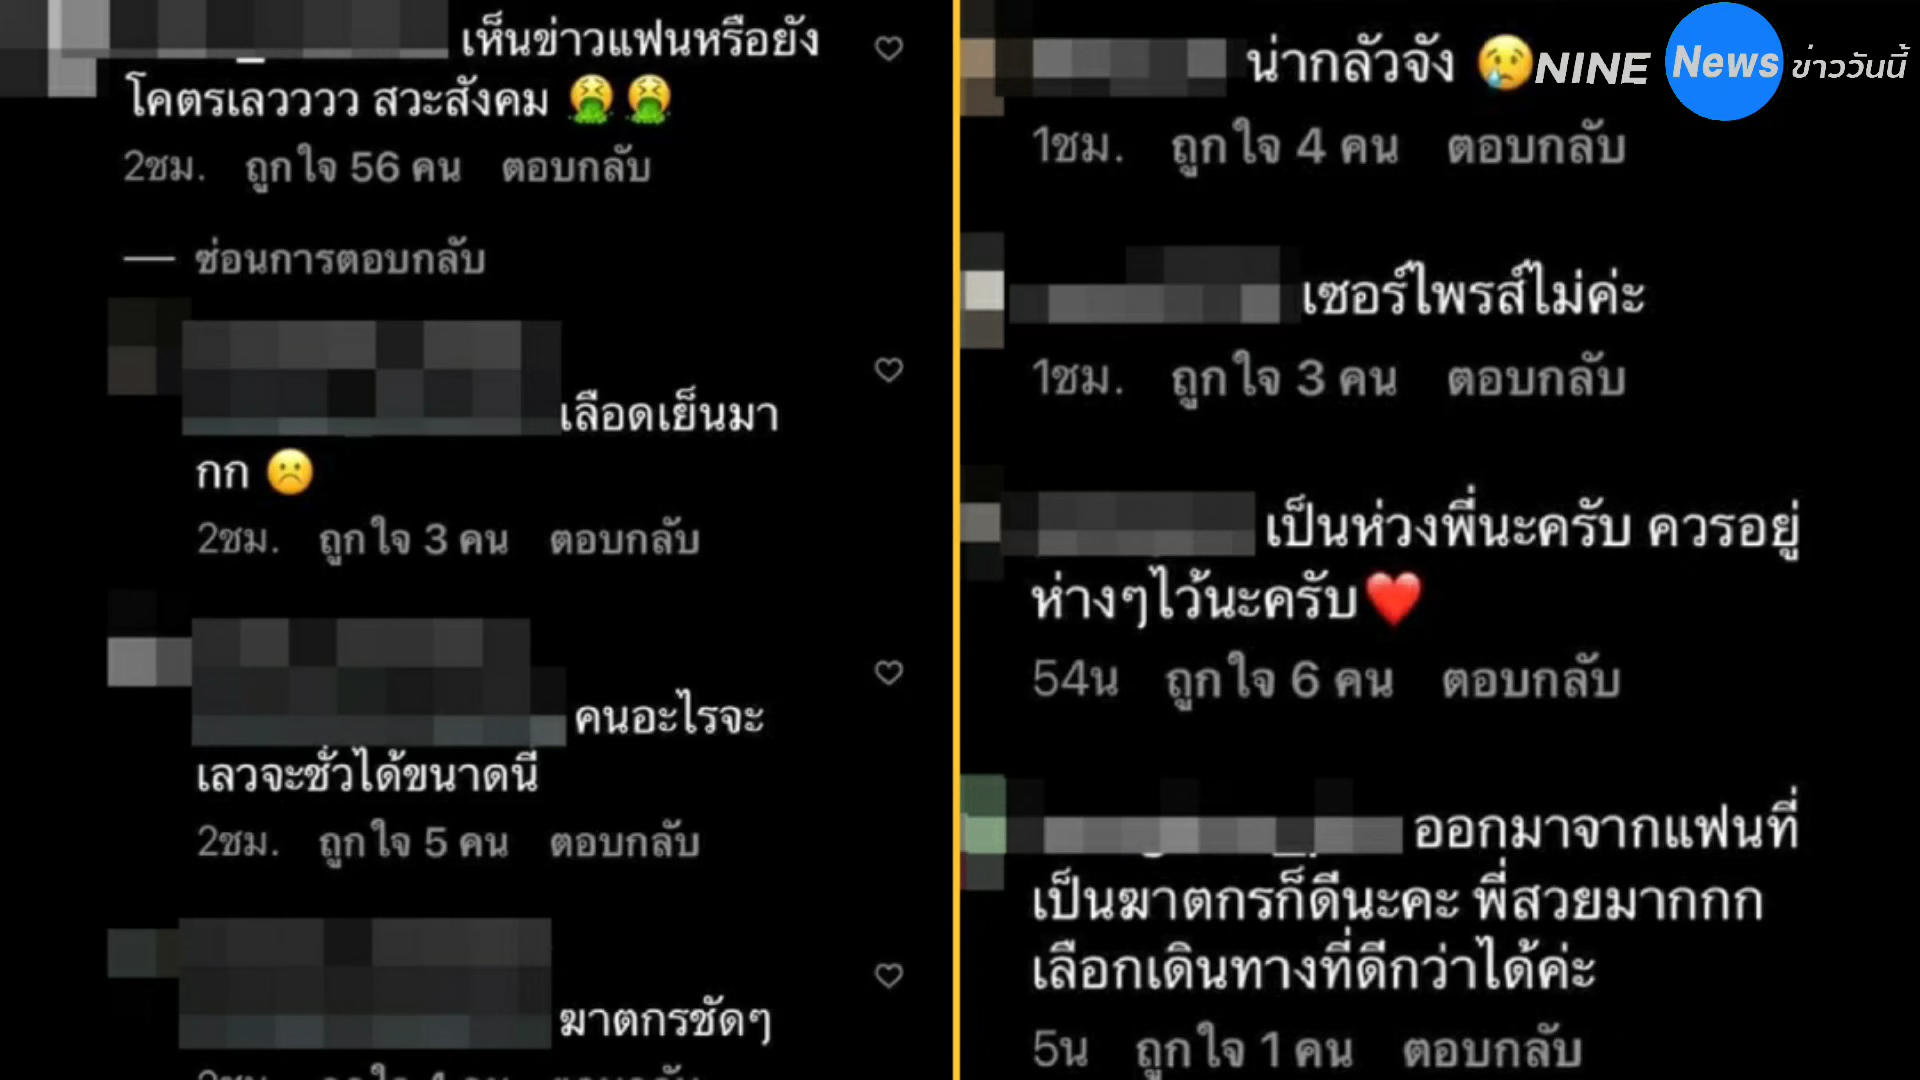 เห็นข่าวแฟนหรือยัง
โคตรเลวววว สวะสังคม 🤮🤮
2ชม. ถูกใจ 56 คน ตอบกลับ
ซ่อนการตอบกลับ
เลือดเย็นมา
กก ☹️
2ชม. ถูกใจ 3 คน ตอบกลับ
คนอะไรจะ
เลวจะชั่วได้ขนาดนี้
2ชม. ถูกใจ 5 คน ตอบกลับ
ฆาตกรชัดๆ
น่ากลัวจัง 😢
1ชม. ถูกใจ 4 คน ตอบกลับ
เซอร์ไพรส์ไม่ค่ะ
1ชม. ถูกใจ 3 คน ตอบกลับ
เป็นห่วงพี่นะครับ ควรอยู่
ห่างๆไว้นะครับ❤️
54น ถูกใจ 6 คน ตอบกลับ
ออกมาจากแฟนที่
เป็นฆาตกรก็ดีนะคะ พี่สวยมากกก
เลือกเดินทางที่ดีกว่าได้ค่ะ
5น ถูกใจ 1 คน ตอบกลับ
NINE News ข่าววันนี้